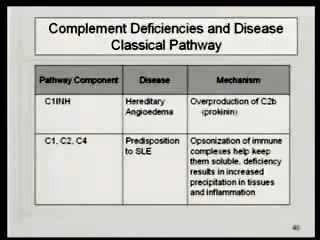 Complement Deficiencies and Disease
Classical Pathway
Pathway Component Disease Mechanism
C1INH Hereditary Overproduction of C2b
Angioedema (prokinin)
C1, C2, C4 Predisposition Opsonization of immune
to SLE complexes help keep
them soluble, deficiency
results in increased
precipitation in tissues
and inflammation
40